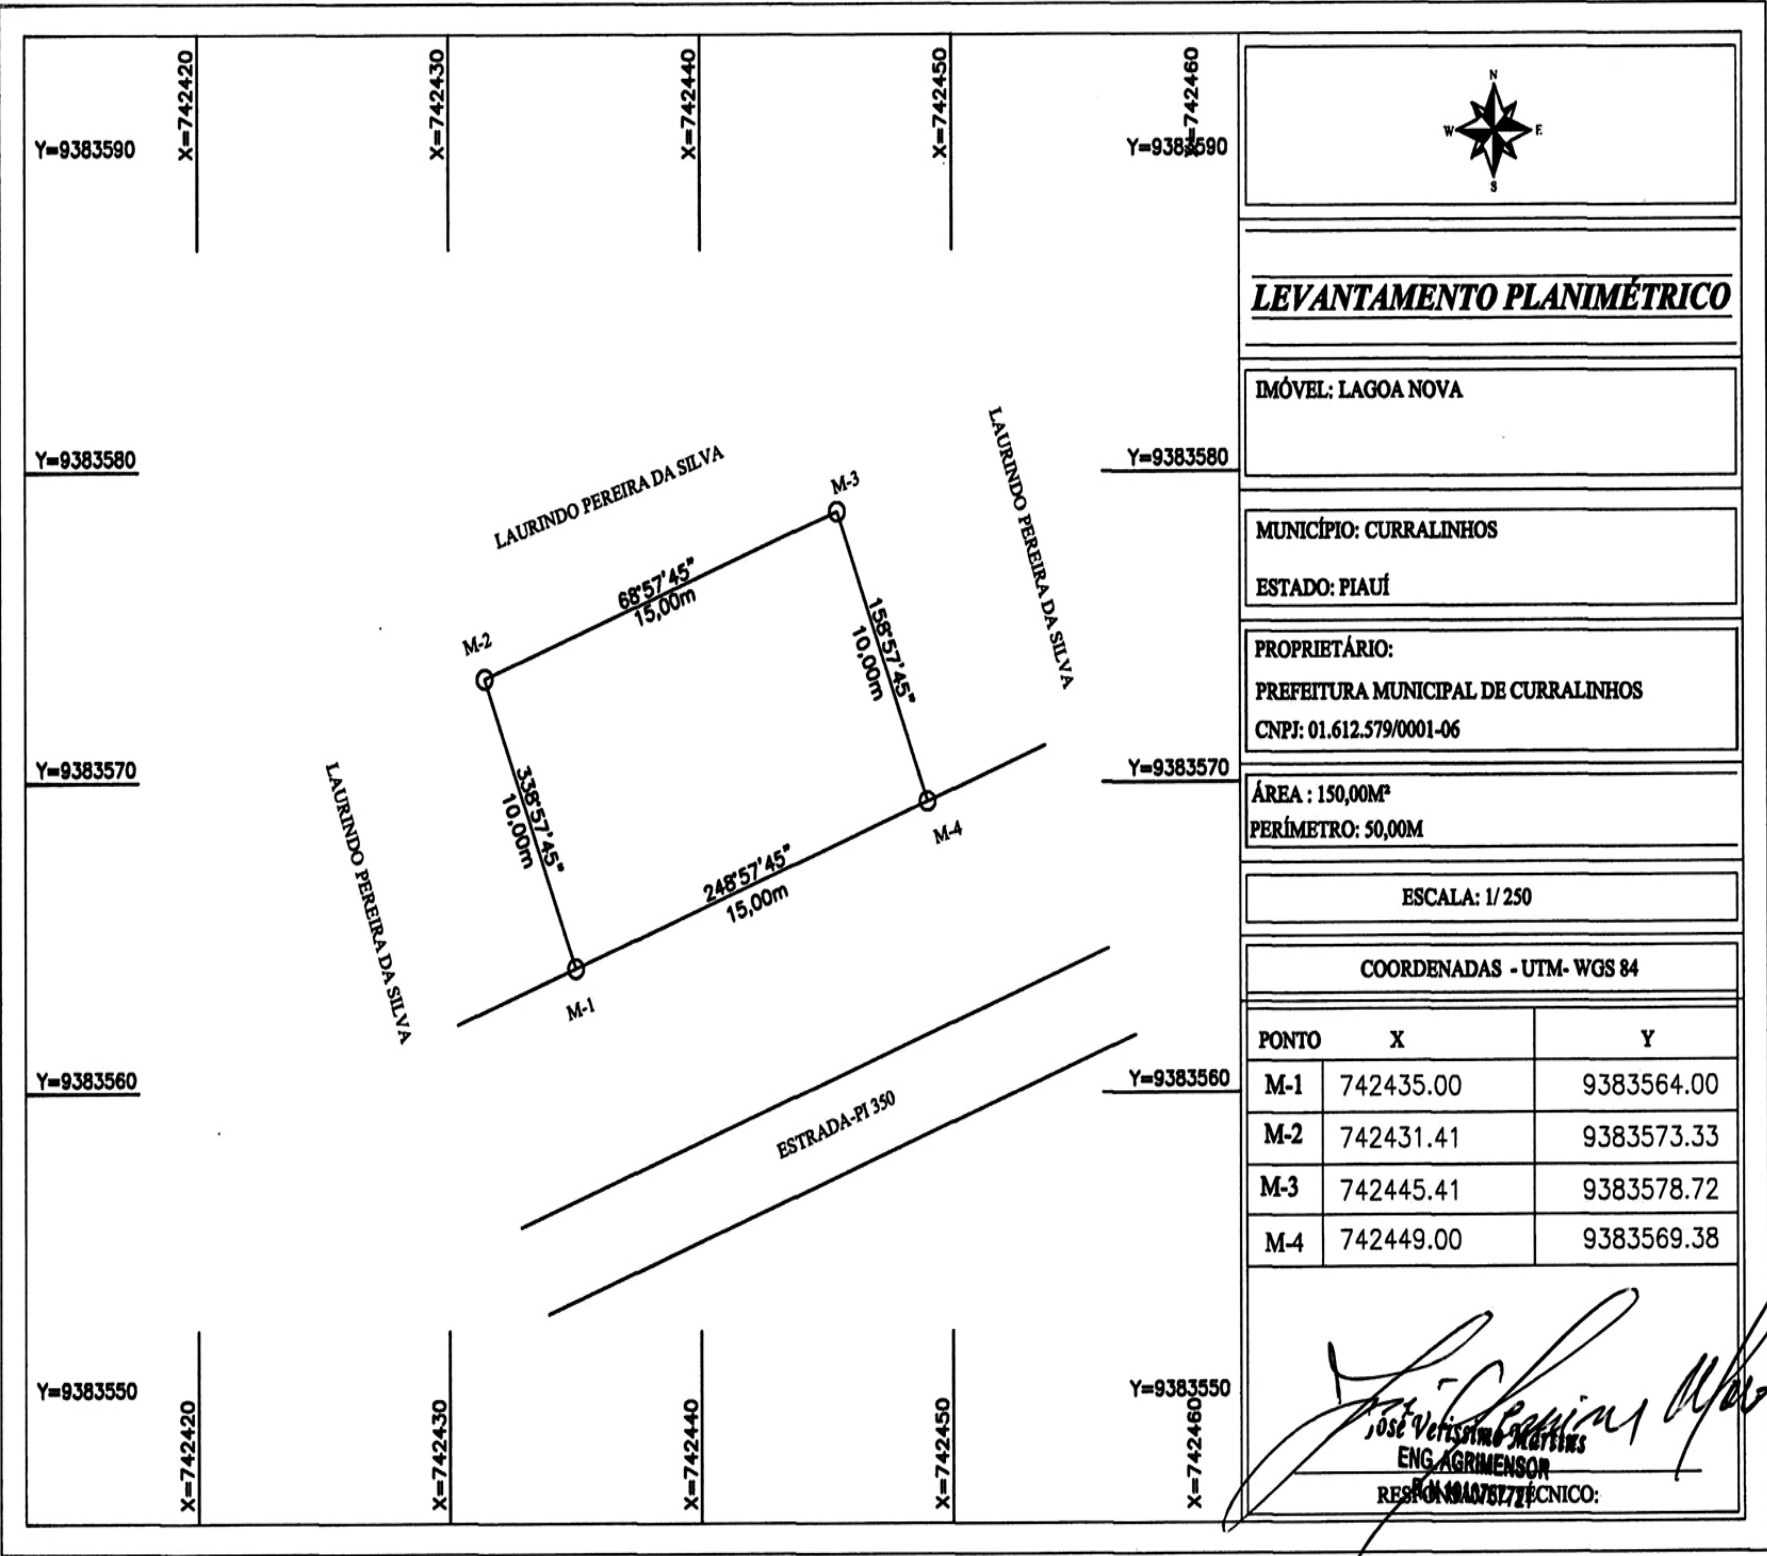 X=742420
X=742430
X=742440
X=742450
X=742460
Y=9383590
Y=9383590
Y=9383580
Y=9383580
Y=9383570
Y=9383570
Y=9383560
Y=9383560
Y=9383550
Y=9383550
X=742420
X=742430
X=742440
X=742450
X=742460
LAURINDO PEREIRA DA SILVA
LAURINDO PEREIRA DA SILVA
LAURINDO PEREIRA DA SILVA
M-3
M-2
M-4
M-1
68°57'45"
15,00m
158°57'45"
10,00m
338°57'45"
10,00m
248°57'45"
15,00m
ESTRADA-PI 350
N
W E
S
LEVANTAMENTO PLANIMÉTRICO
IMÓVEL: LAGOA NOVA
MUNICÍPIO: CURRALINHOS
ESTADO: PIAUÍ
PROPRIETÁRIO:
PREFEITURA MUNICIPAL DE CURRALINHOS
CNPJ: 01.612.579/0001-06
ÁREA : 150,00M²
PERÍMETRO: 50,00M
ESCALA: 1/ 250
COORDENADAS - UTM- WGS 84
PONTO X Y
M-1 742435.00 9383564.00
M-2 742431.41 9383573.33
M-3 742445.41 9383578.72
M-4 742449.00 9383569.38
José Verissimo Martins
ENG. AGRIMENSOR
RESPONSÁVEL TÉCNICO: